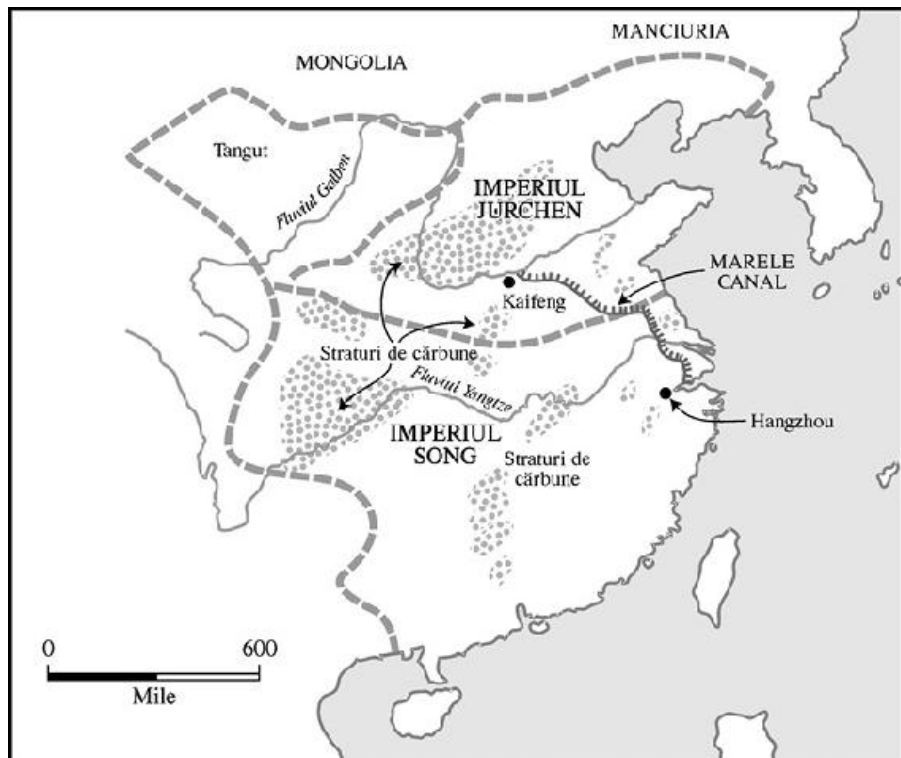 MANCIURIA
MONGOLIA
Tangut
Fluviul Galben
IMPERIUL
JURCHEN
MARELE
CANAL
Kaifeng
Straturi de cărbune
Fluviul Yangtze
Hangzhou
IMPERIUL
SONG
Straturi de
cărbune
0 600
Mile